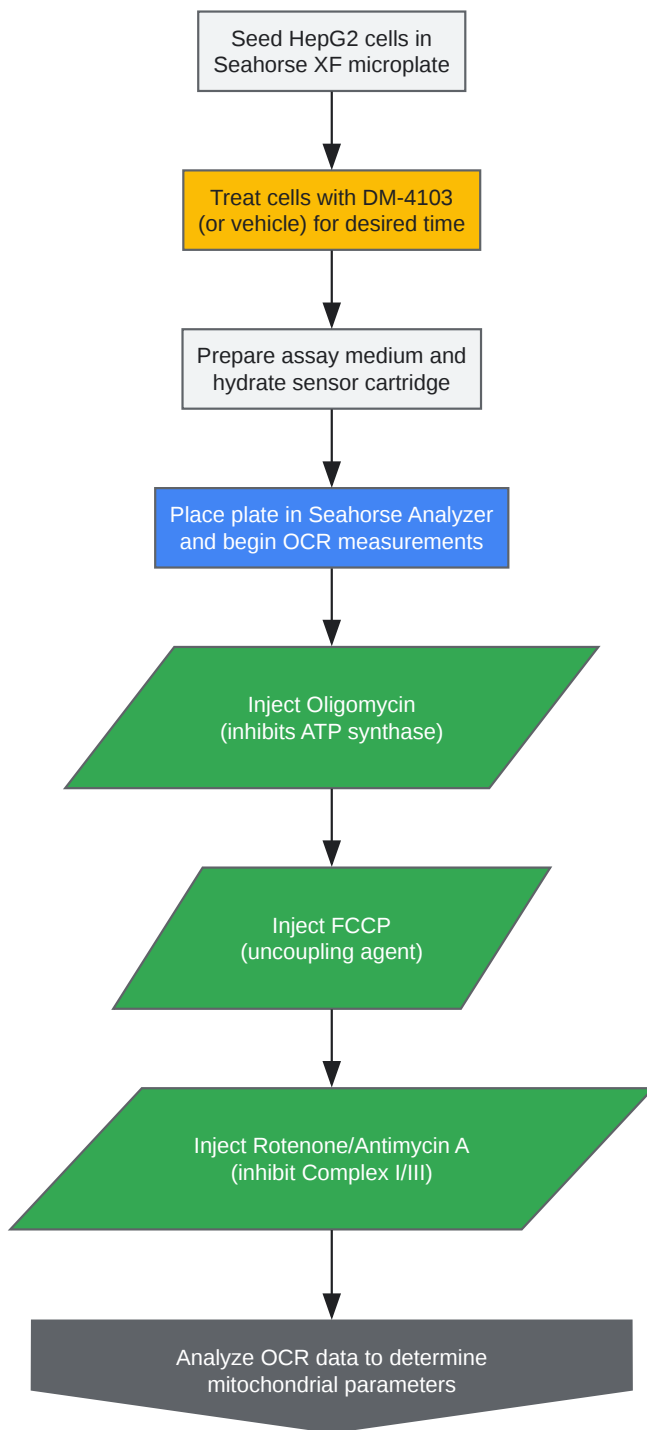 Seed HepG2 cells in
Seahorse XF microplate
Treat cells with DM-4103
(or vehicle) for desired time
Prepare assay medium and
hydrate sensor cartridge
Place plate in Seahorse Analyzer
and begin OCR measurements
Inject Oligomycin
(inhibits ATP synthase)
Inject FCCP
(uncoupling agent)
Inject Rotenone/Antimycin A
(inhibit Complex I/III)
Analyze OCR data to determine
mitochondrial parameters